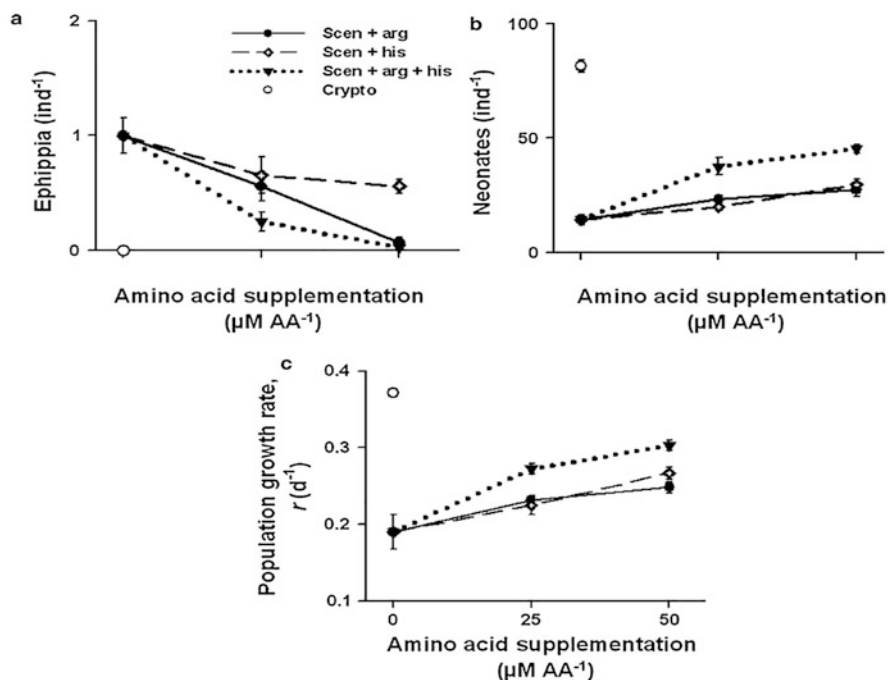 a
2
1
0
Ephippia (ind⁻¹)
Scen + arg
Scen + his
Scen + arg + his
Crypto
Amino acid supplementation
(µM AA⁻¹)
b
100
50
0
Neonates (ind⁻¹)
Amino acid supplementation
(µM AA⁻¹)
c
0.4
0.3
0.2
0.1
Population growth rate,
r (d⁻¹)
0 25 50
Amino acid supplementation
(µM AA⁻¹)